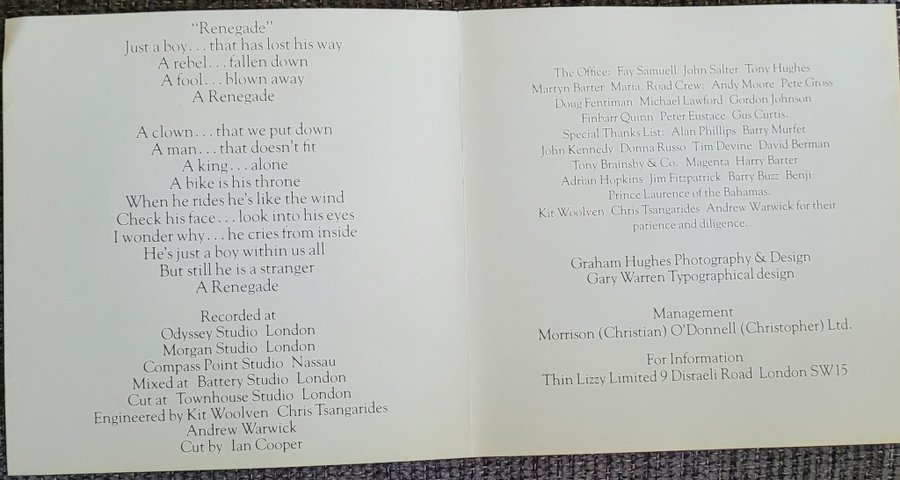 "Renegade"
Just a boy... that has lost his way
A rebel... fallen down
A fool... blown away
A Renegade
A clown... that we put down
A man... that doesn't fit
A king... alone
A bike is his throne
When he rides he's like the wind
Check his face... look into his eyes
I wonder why... he cries from inside
He's just a boy within us all
But still he is a stranger
A Renegade
Recorded at
Odyssey Studio London
Morgan Studio London
Compass Point Studio Nassau
Mixed at Battery Studio London
Cut at Townhouse Studio London
Engineered by Kit Woolven Chris Tsangarides
Andrew Warwick
Cut by Ian Cooper
The Office: Fay Samuell John Salter Tony Hughes
Martyn Barter Maria. Road Crew: Andy Moore Pete Gross
Doug Fentiman Michael Lawford Gordon Johnson
Finbarr Quinn Peter Eustace Gus Curtis.
Special Thanks List: Alan Phillips Barry Murfet
John Kennedy Donna Russo Tim Devine David Berman
Tony Brainsby & Co. Magenta Harry Barter
Adrian Hopkins Jim Fitzpatrick Barry Buzz Benji
Prince Laurence of the Bahamas.
Kit Woolven Chris Tsangarides Andrew Warwick for their
patience and diligence.
Graham Hughes Photography & Design
Gary Warren Typographical design
Management
Morrison (Christian) O'Donnell (Christopher) Ltd.
For Information
Thin Lizzy Limited 9 Disraeli Road London SW15